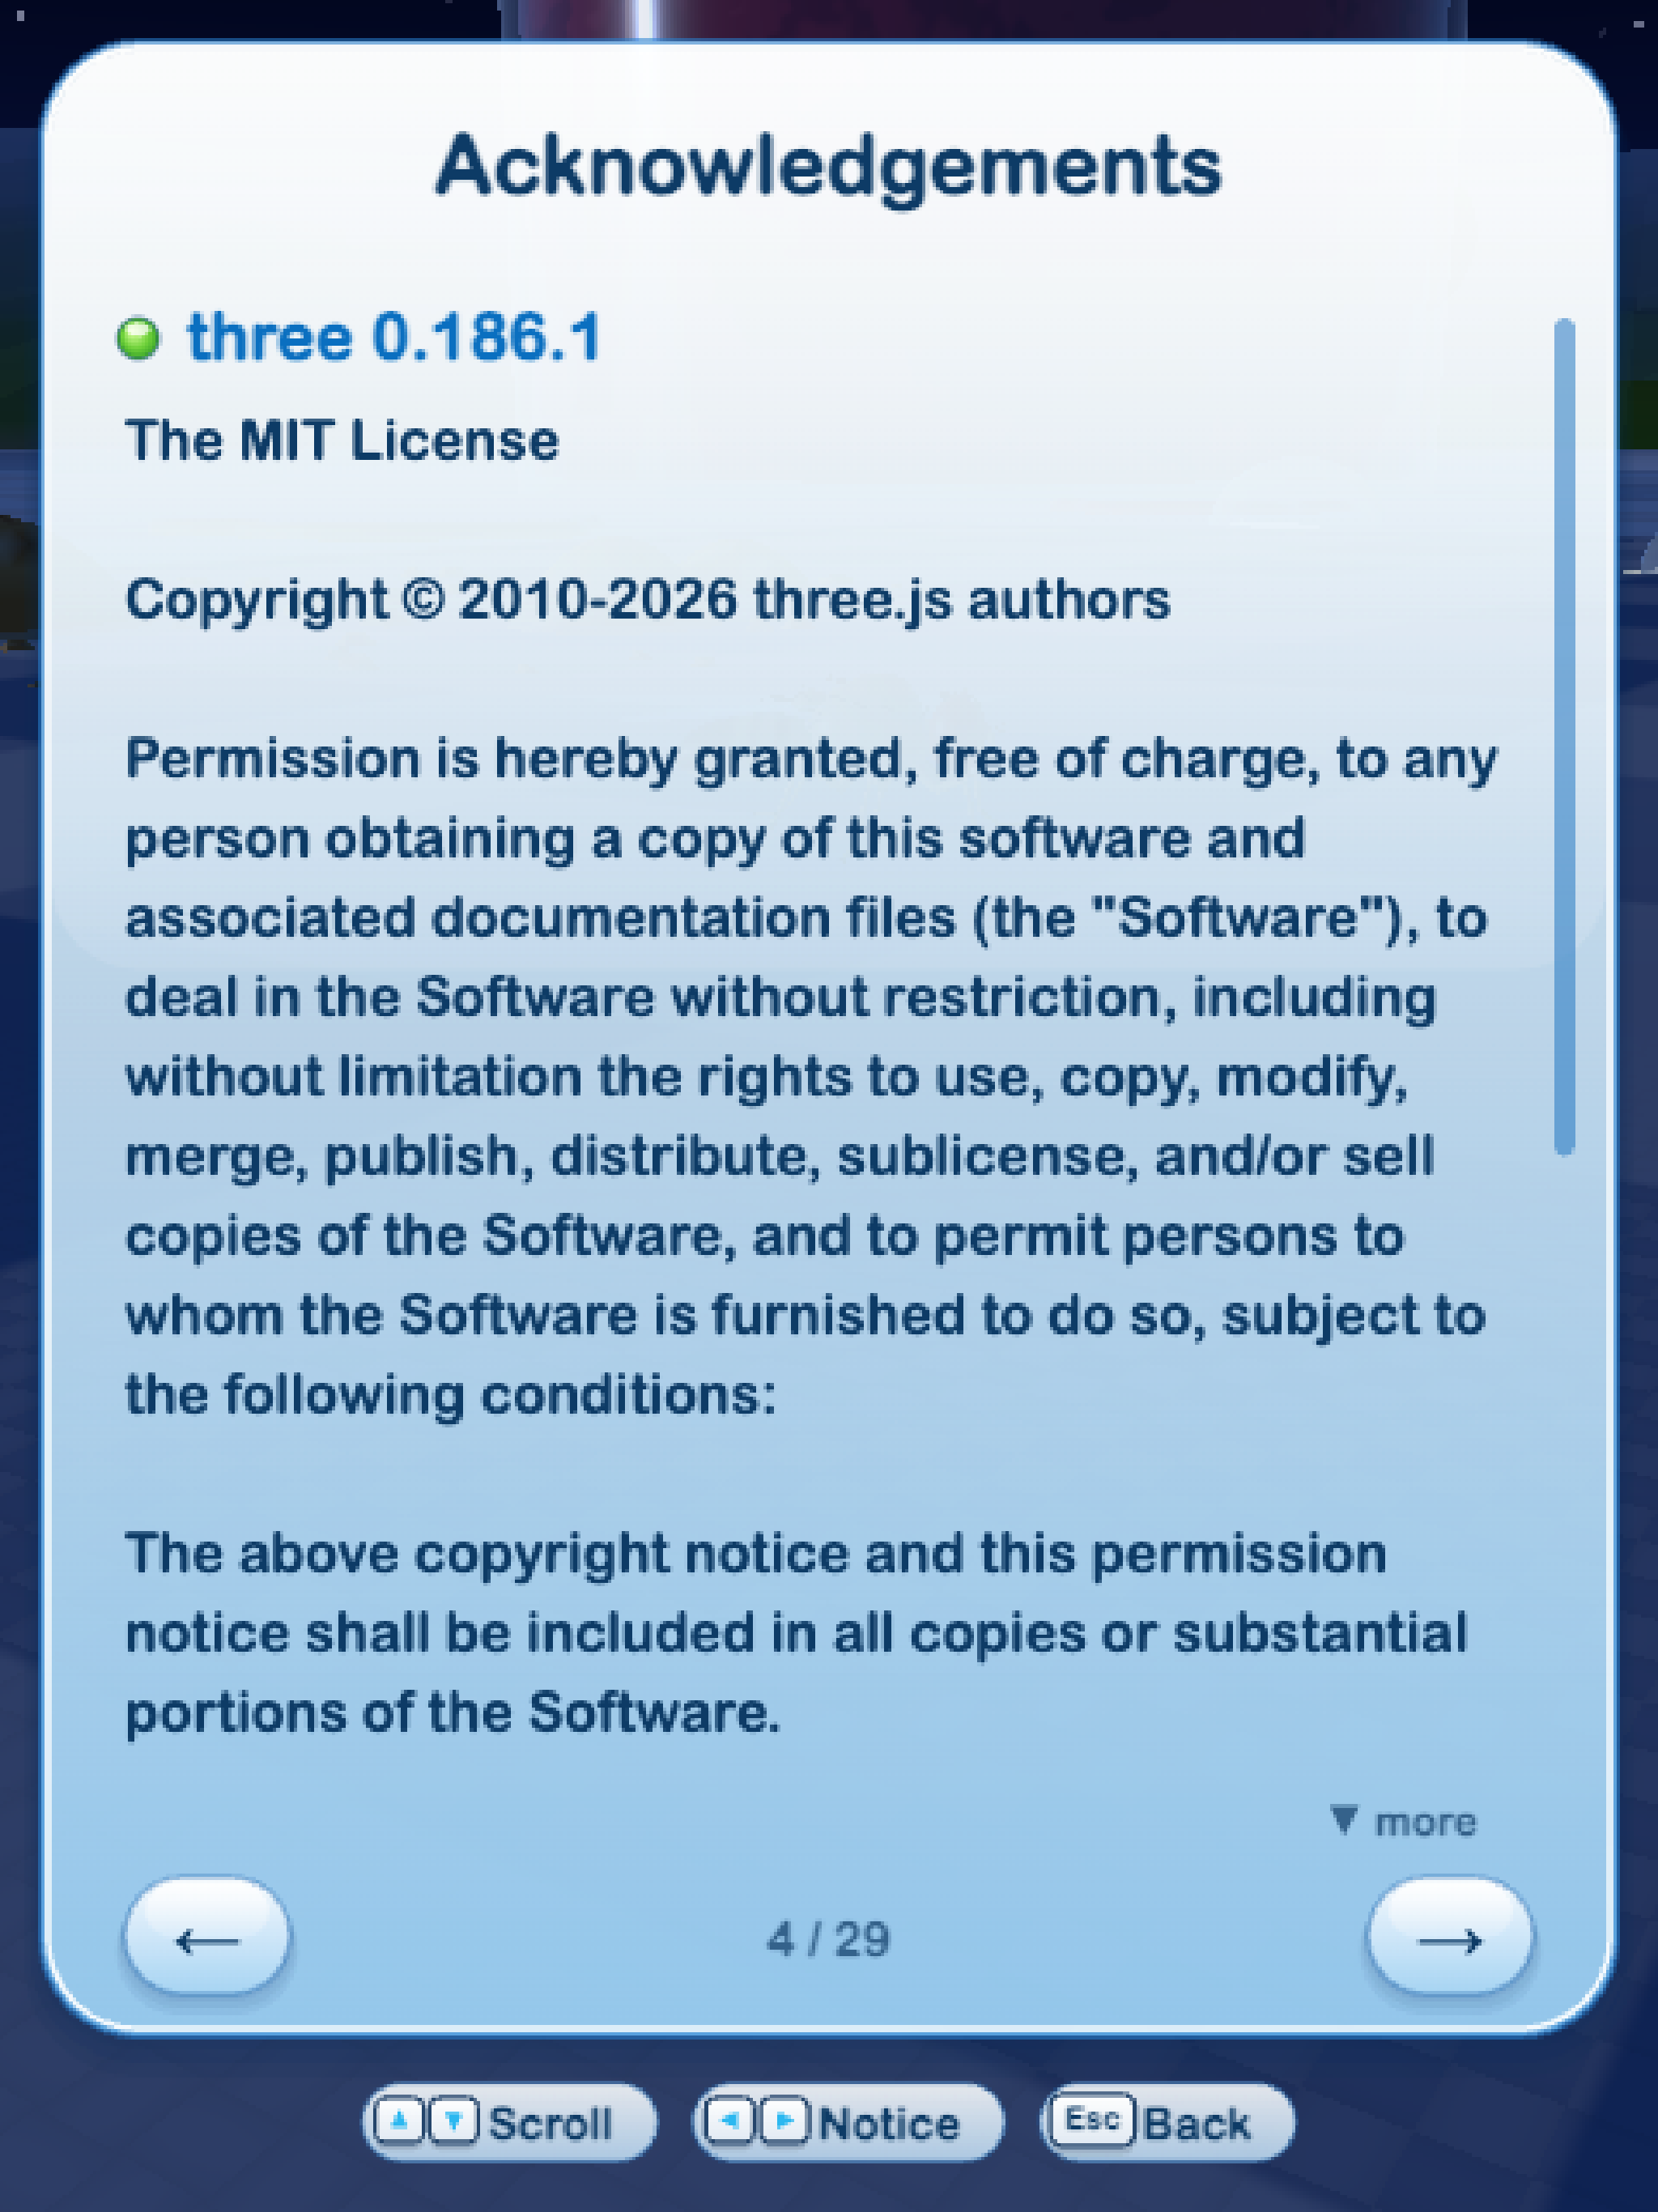 Acknowledgements
three 0.186.1
The MIT License
Copyright © 2010-2026 three.js authors
Permission is hereby granted, free of charge, to any
person obtaining a copy of this software and
associated documentation files (the "Software"), to
deal in the Software without restriction, including
without limitation the rights to use, copy, modify,
merge, publish, distribute, sublicense, and/or sell
copies of the Software, and to permit persons to
whom the Software is furnished to do so, subject to
the following conditions:
The above copyright notice and this permission
notice shall be included in all copies or substantial
portions of the Software.
▼ more
← 4 / 29 →
▲ ▼ Scroll ◄ ► Notice Esc Back